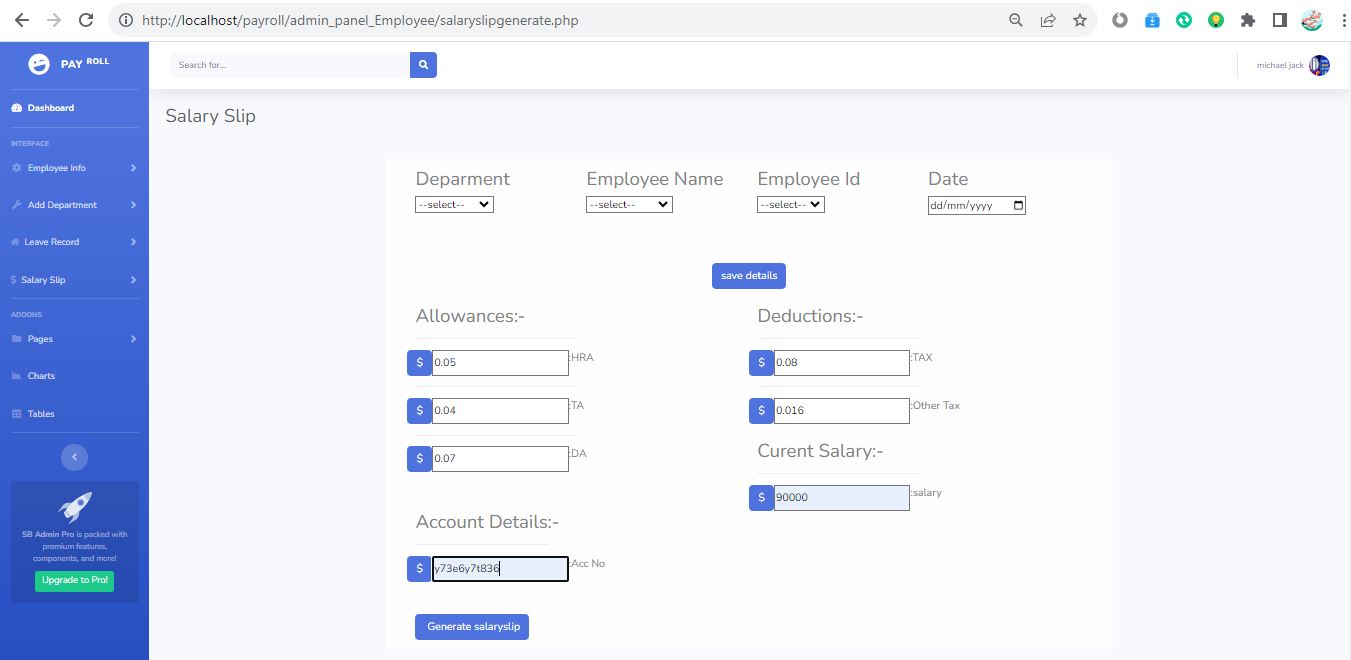 http://localhost/payroll/admin_panel_Employee/salaryslipgenerate.php
PAY ROLL
Search for...
michael jack
Dashboard
Salary Slip
INTERFACE
Employee Info
Add Department
Leave Record
Salary Slip
ADDONS
Pages
Charts
Tables
SB Admin Pro is packed with
premium features,
components, and more!
Upgrade to Pro!
Deparment Employee Name Employee Id Date
--select-- --select-- --select-- dd/mm/yyyy
save details
Allowances:- Deductions:-
$ 0.05 :HRA $ 0.08 :TAX
$ 0.04 :TA $ 0.016 :Other Tax
Curent Salary:-
$ 0.07 :DA
$ 90000 :salary
Account Details:-
$ y73e6y7t836 :Acc No
Generate salaryslip